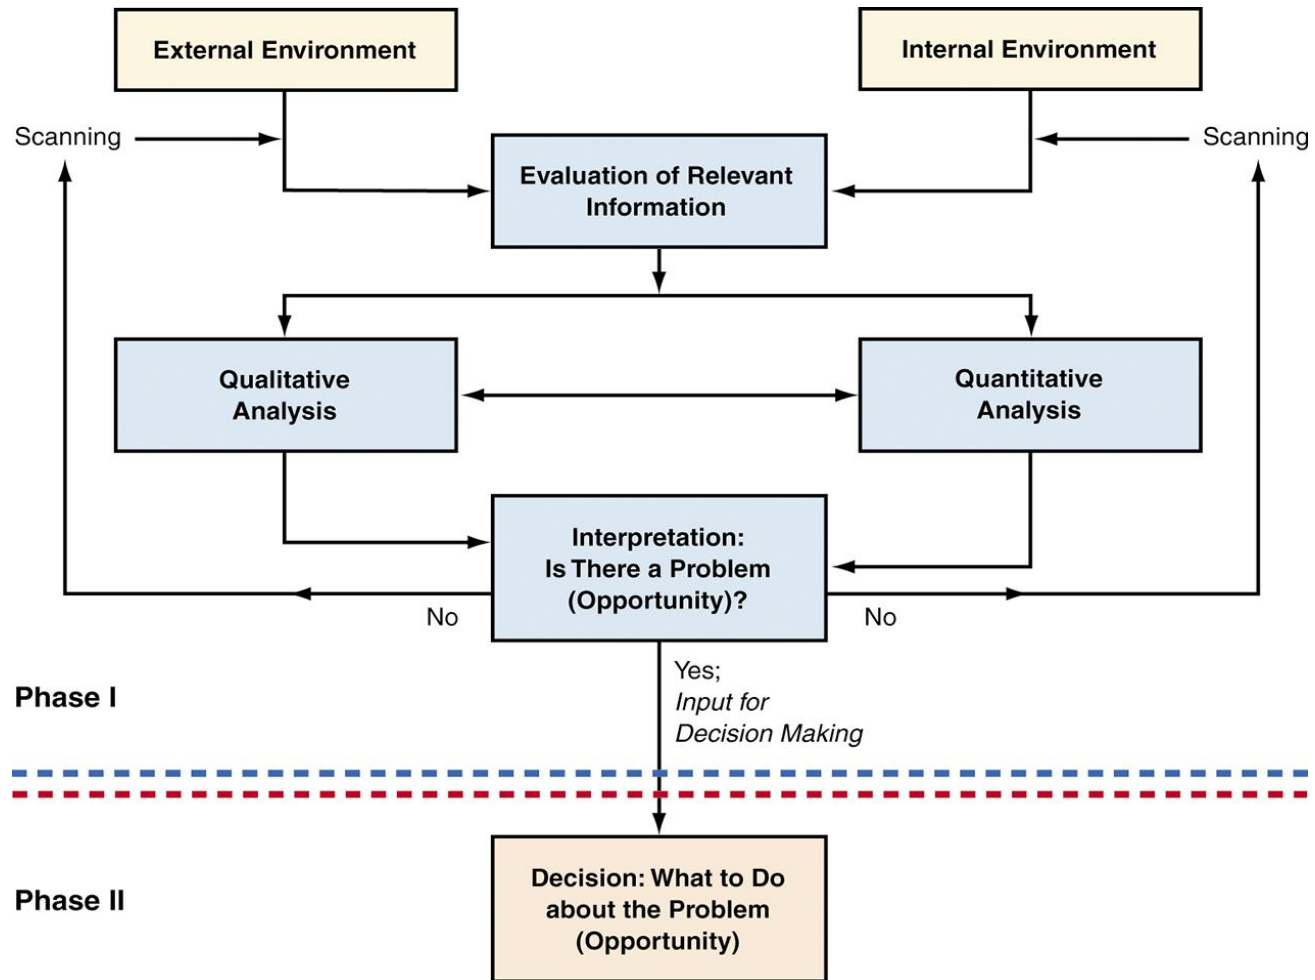 External Environment
Internal Environment
Scanning
Scanning
Evaluation of Relevant
Information
Qualitative
Analysis
Quantitative
Analysis
Interpretation:
Is There a Problem
(Opportunity)?
No
No
Yes;
Input for
Decision Making
Phase I
Decision: What to Do
about the Problem
(Opportunity)
Phase II